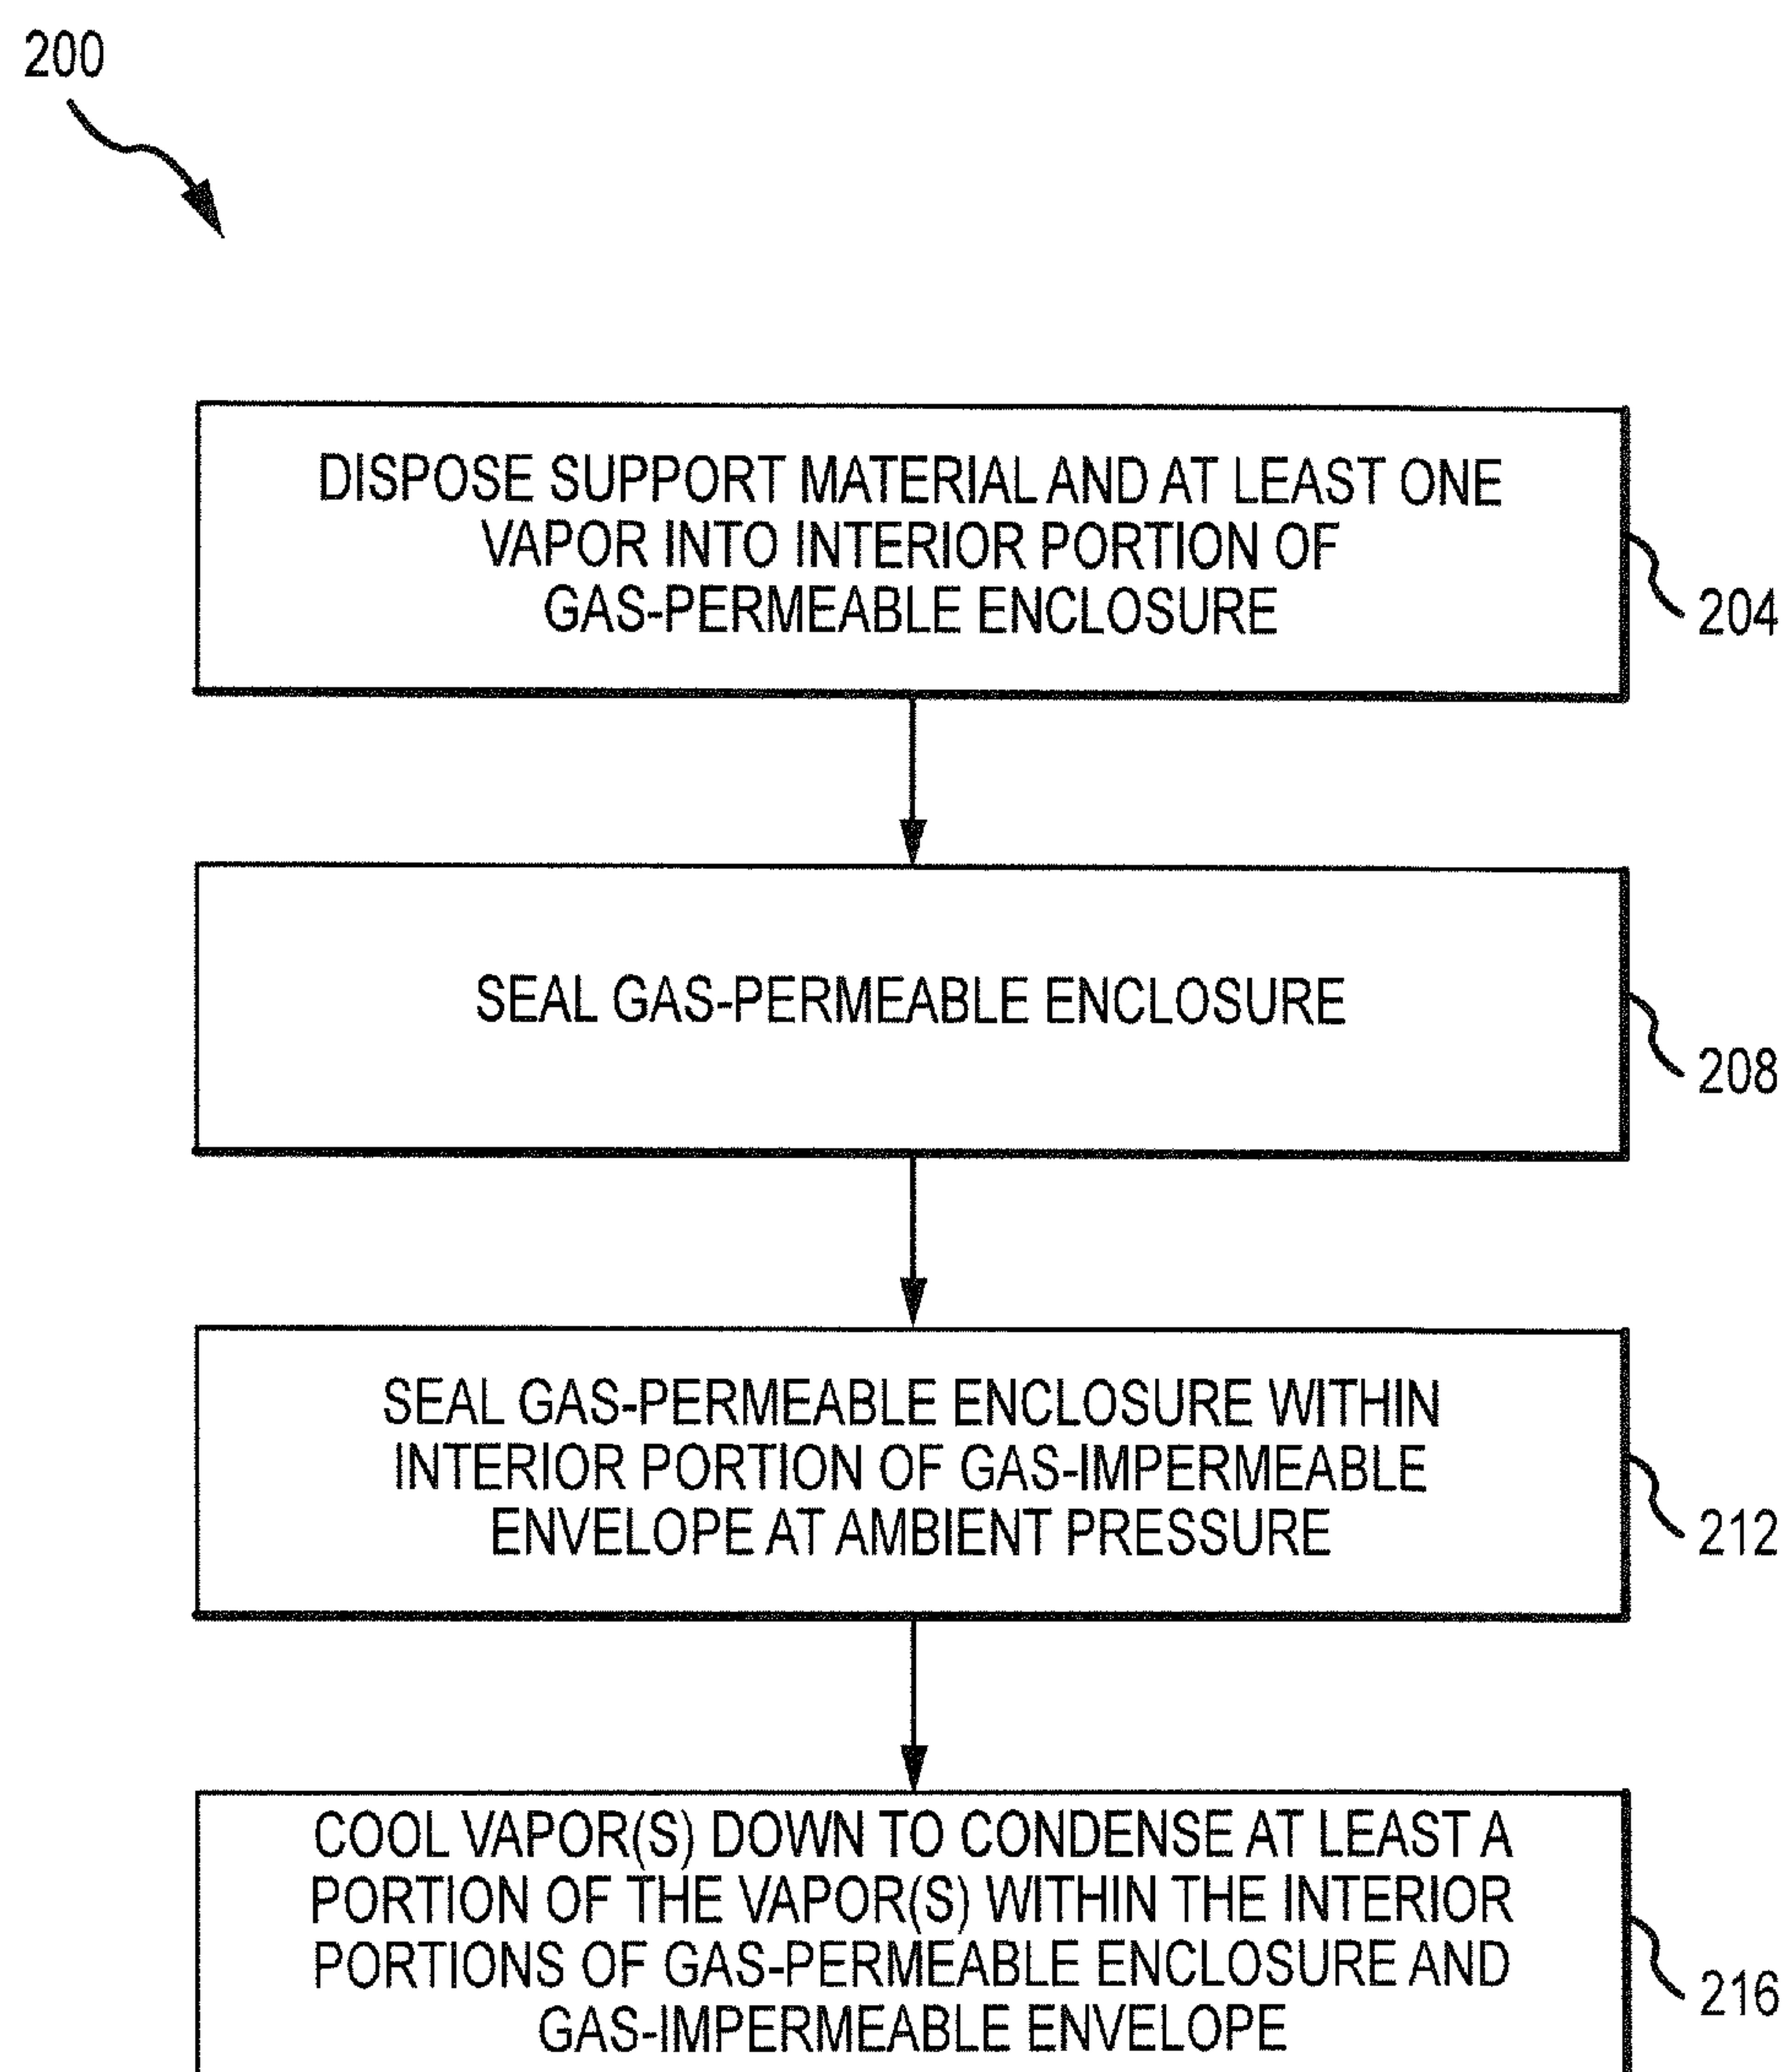 200
DISPOSE SUPPORT MATERIAL AND AT LEAST ONE
VAPOR INTO INTERIOR PORTION OF
GAS-PERMEABLE ENCLOSURE
204
SEAL GAS-PERMEABLE ENCLOSURE
208
SEAL GAS-PERMEABLE ENCLOSURE WITHIN
INTERIOR PORTION OF GAS-IMPERMEABLE
ENVELOPE AT AMBIENT PRESSURE
212
COOL VAPOR(S) DOWN TO CONDENSE AT LEAST A
PORTION OF THE VAPOR(S) WITHIN THE INTERIOR
PORTIONS OF GAS-PERMEABLE ENCLOSURE AND
GAS-IMPERMEABLE ENVELOPE
216